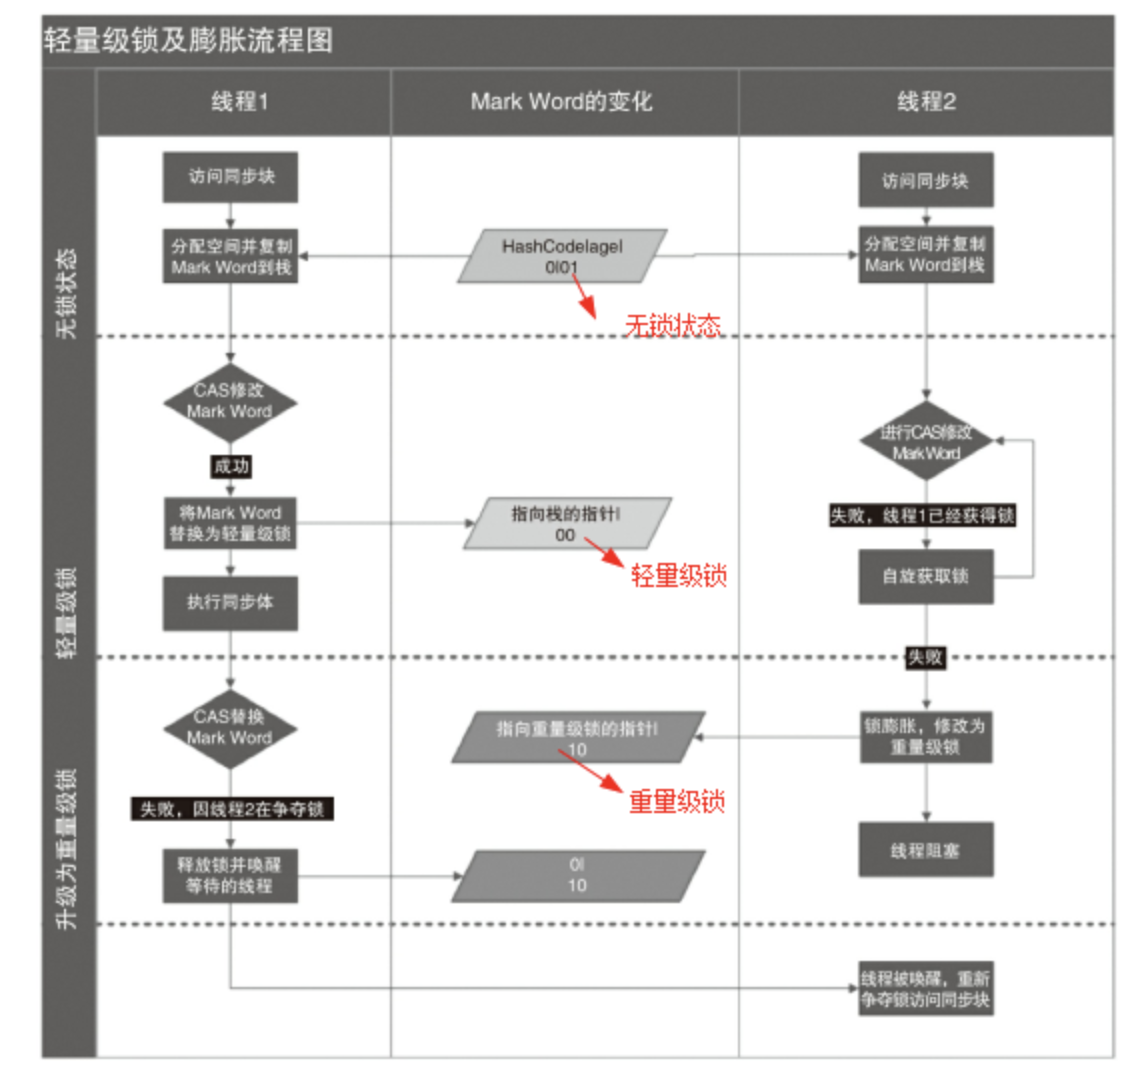 轻量级锁及膨胀流程图
线程1
Mark Word的变化
线程2
无锁状态
访问同步块
访问同步块
分配空间并复制
Mark Word到栈
HashCodelagel
0l01
分配空间并复制
Mark Word到栈
无锁状态
轻量级锁
CAS修改
Mark Word
进行CAS修改
MarkWord
成功
将Mark Word
替换为轻量级锁
指向栈的指针l
00
失败，线程1已经获得锁
轻量级锁
自旋获取锁
执行同步体
失败
升级为重量级锁
CAS替换
Mark Word
指向重量级锁的指针l
10
锁膨胀，修改为
重量级锁
重量级锁
失败，因线程2在争夺锁
释放锁并唤醒
等待的线程
0l
10
线程阻塞
线程被唤醒，重新
争夺锁访问同步块